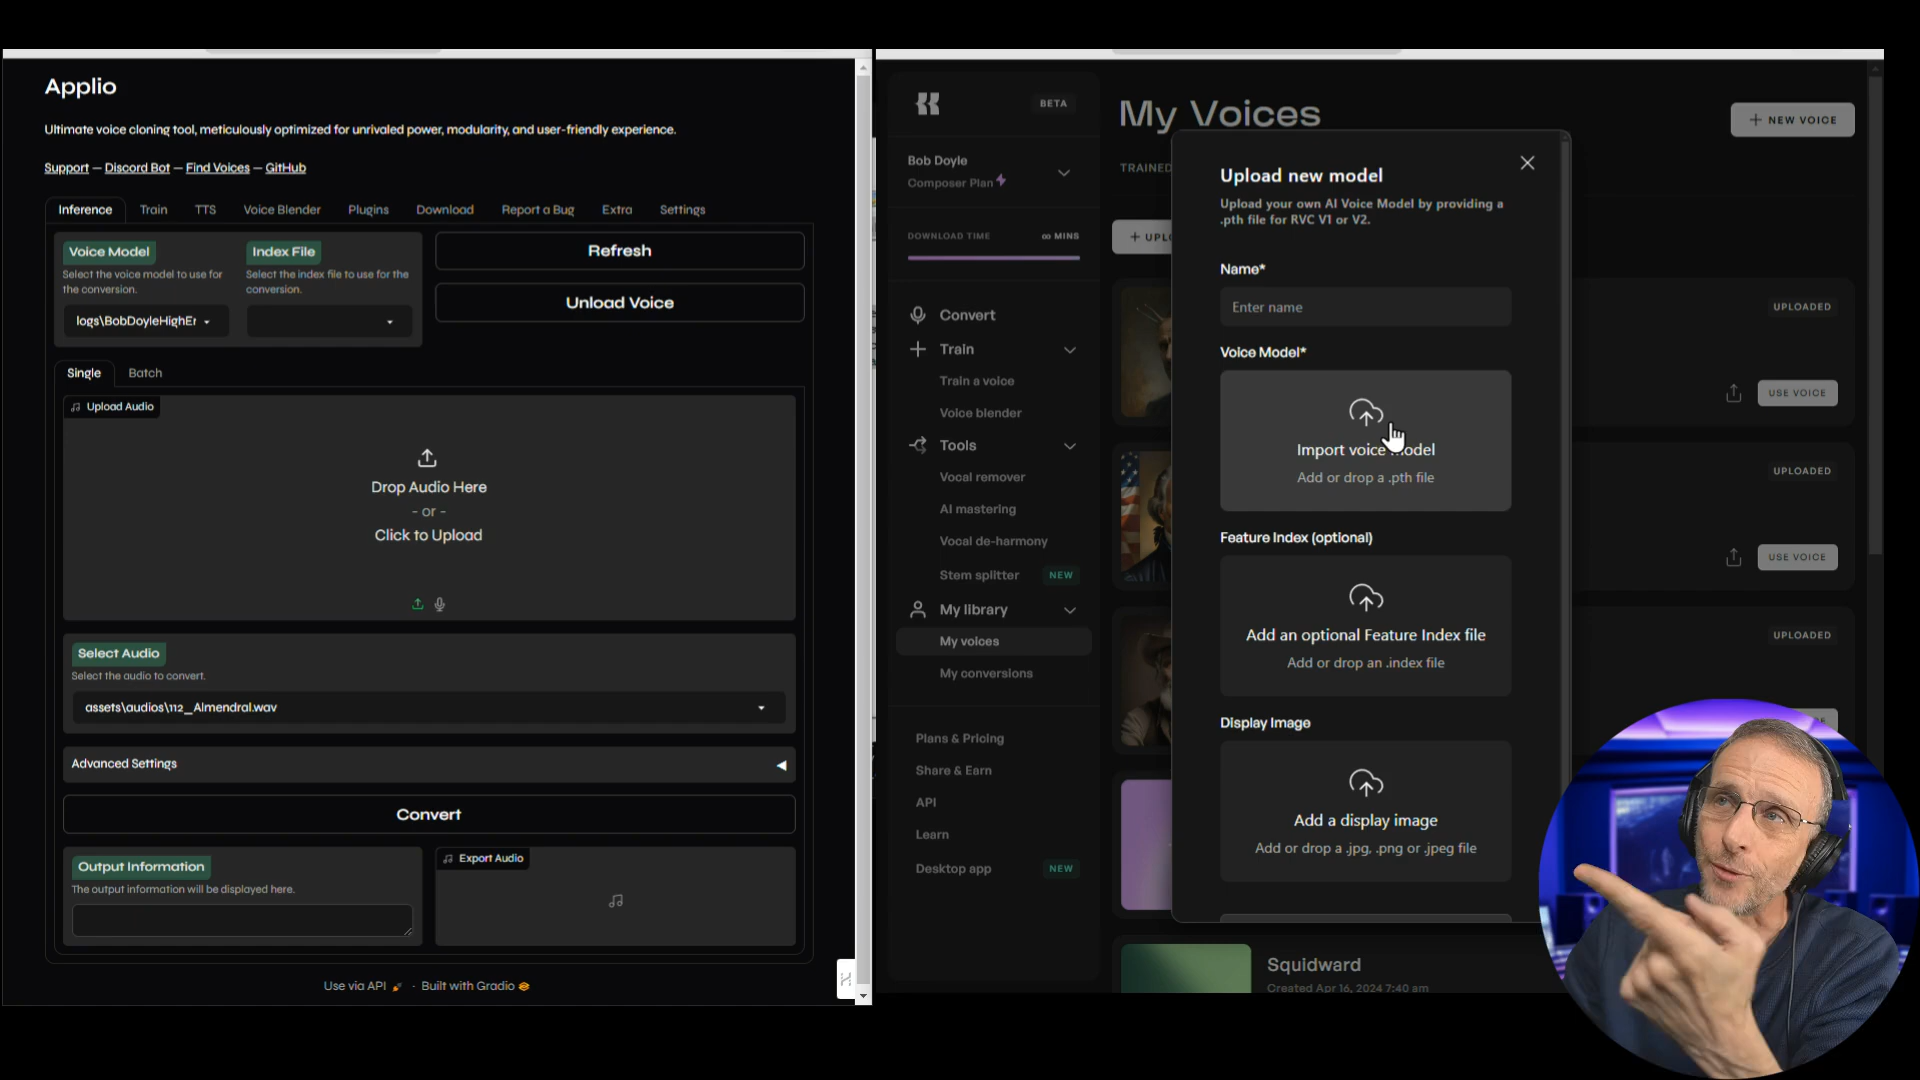 Applio
Ultimate voice cloning tool, meticulously optimized for unrivaled power, modularity, and user-friendly experience.
Support — Discord Bot — Find Voices — GitHub
Inference Train TTS Voice Blender Plugins Download Report a Bug Extra Settings
Voice Model
Select the voice model to use for
the conversion.
logs\BobDoyleHighEr
Index File
Select the index file to use for the
conversion.
Refresh
Unload Voice
Single Batch
Upload Audio
Drop Audio Here
- or -
Click to Upload
Select Audio
Select the audio to convert.
assets\audios\112_Almendral.wav
Advanced Settings
Convert
Output Information
The output information will be displayed here.
Export Audio
Use via API · Built with Gradio
BETA
Bob Doyle
Composer Plan
DOWNLOAD TIME ∞ MINS
Convert
Train
Train a voice
Voice blender
Tools
Vocal remover
AI mastering
Vocal de-harmony
Stem splitter NEW
My library
My voices
My conversions
Plans & Pricing
Share & Earn
API
Learn
Desktop app NEW
My Voices
+ NEW VOICE
TRAINED
+ UPL
Upload new model
Upload your own AI Voice Model by providing a
.pth file for RVC V1 or V2.
Name*
Enter name
Voice Model*
Import voice model
Add or drop a .pth file
Feature Index (optional)
Add an optional Feature Index file
Add or drop an .index file
Display Image
Add a display image
Add or drop a .jpg, .png or .jpeg file
UPLOADED
USE VOICE
UPLOADED
USE VOICE
UPLOADED
Squidward
Created Apr 16, 2024 7:40 am